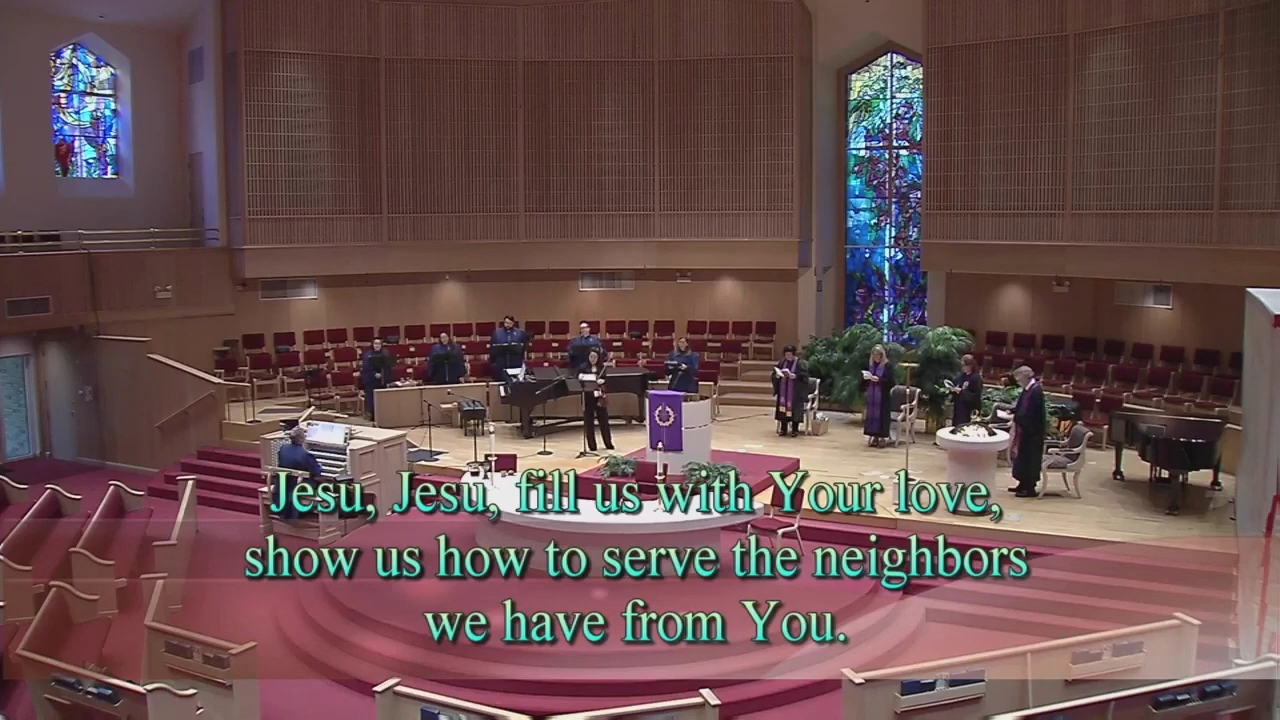 Jesu, Jesu, fill us with Your love,
show us how to serve the neighbors
we have from You.